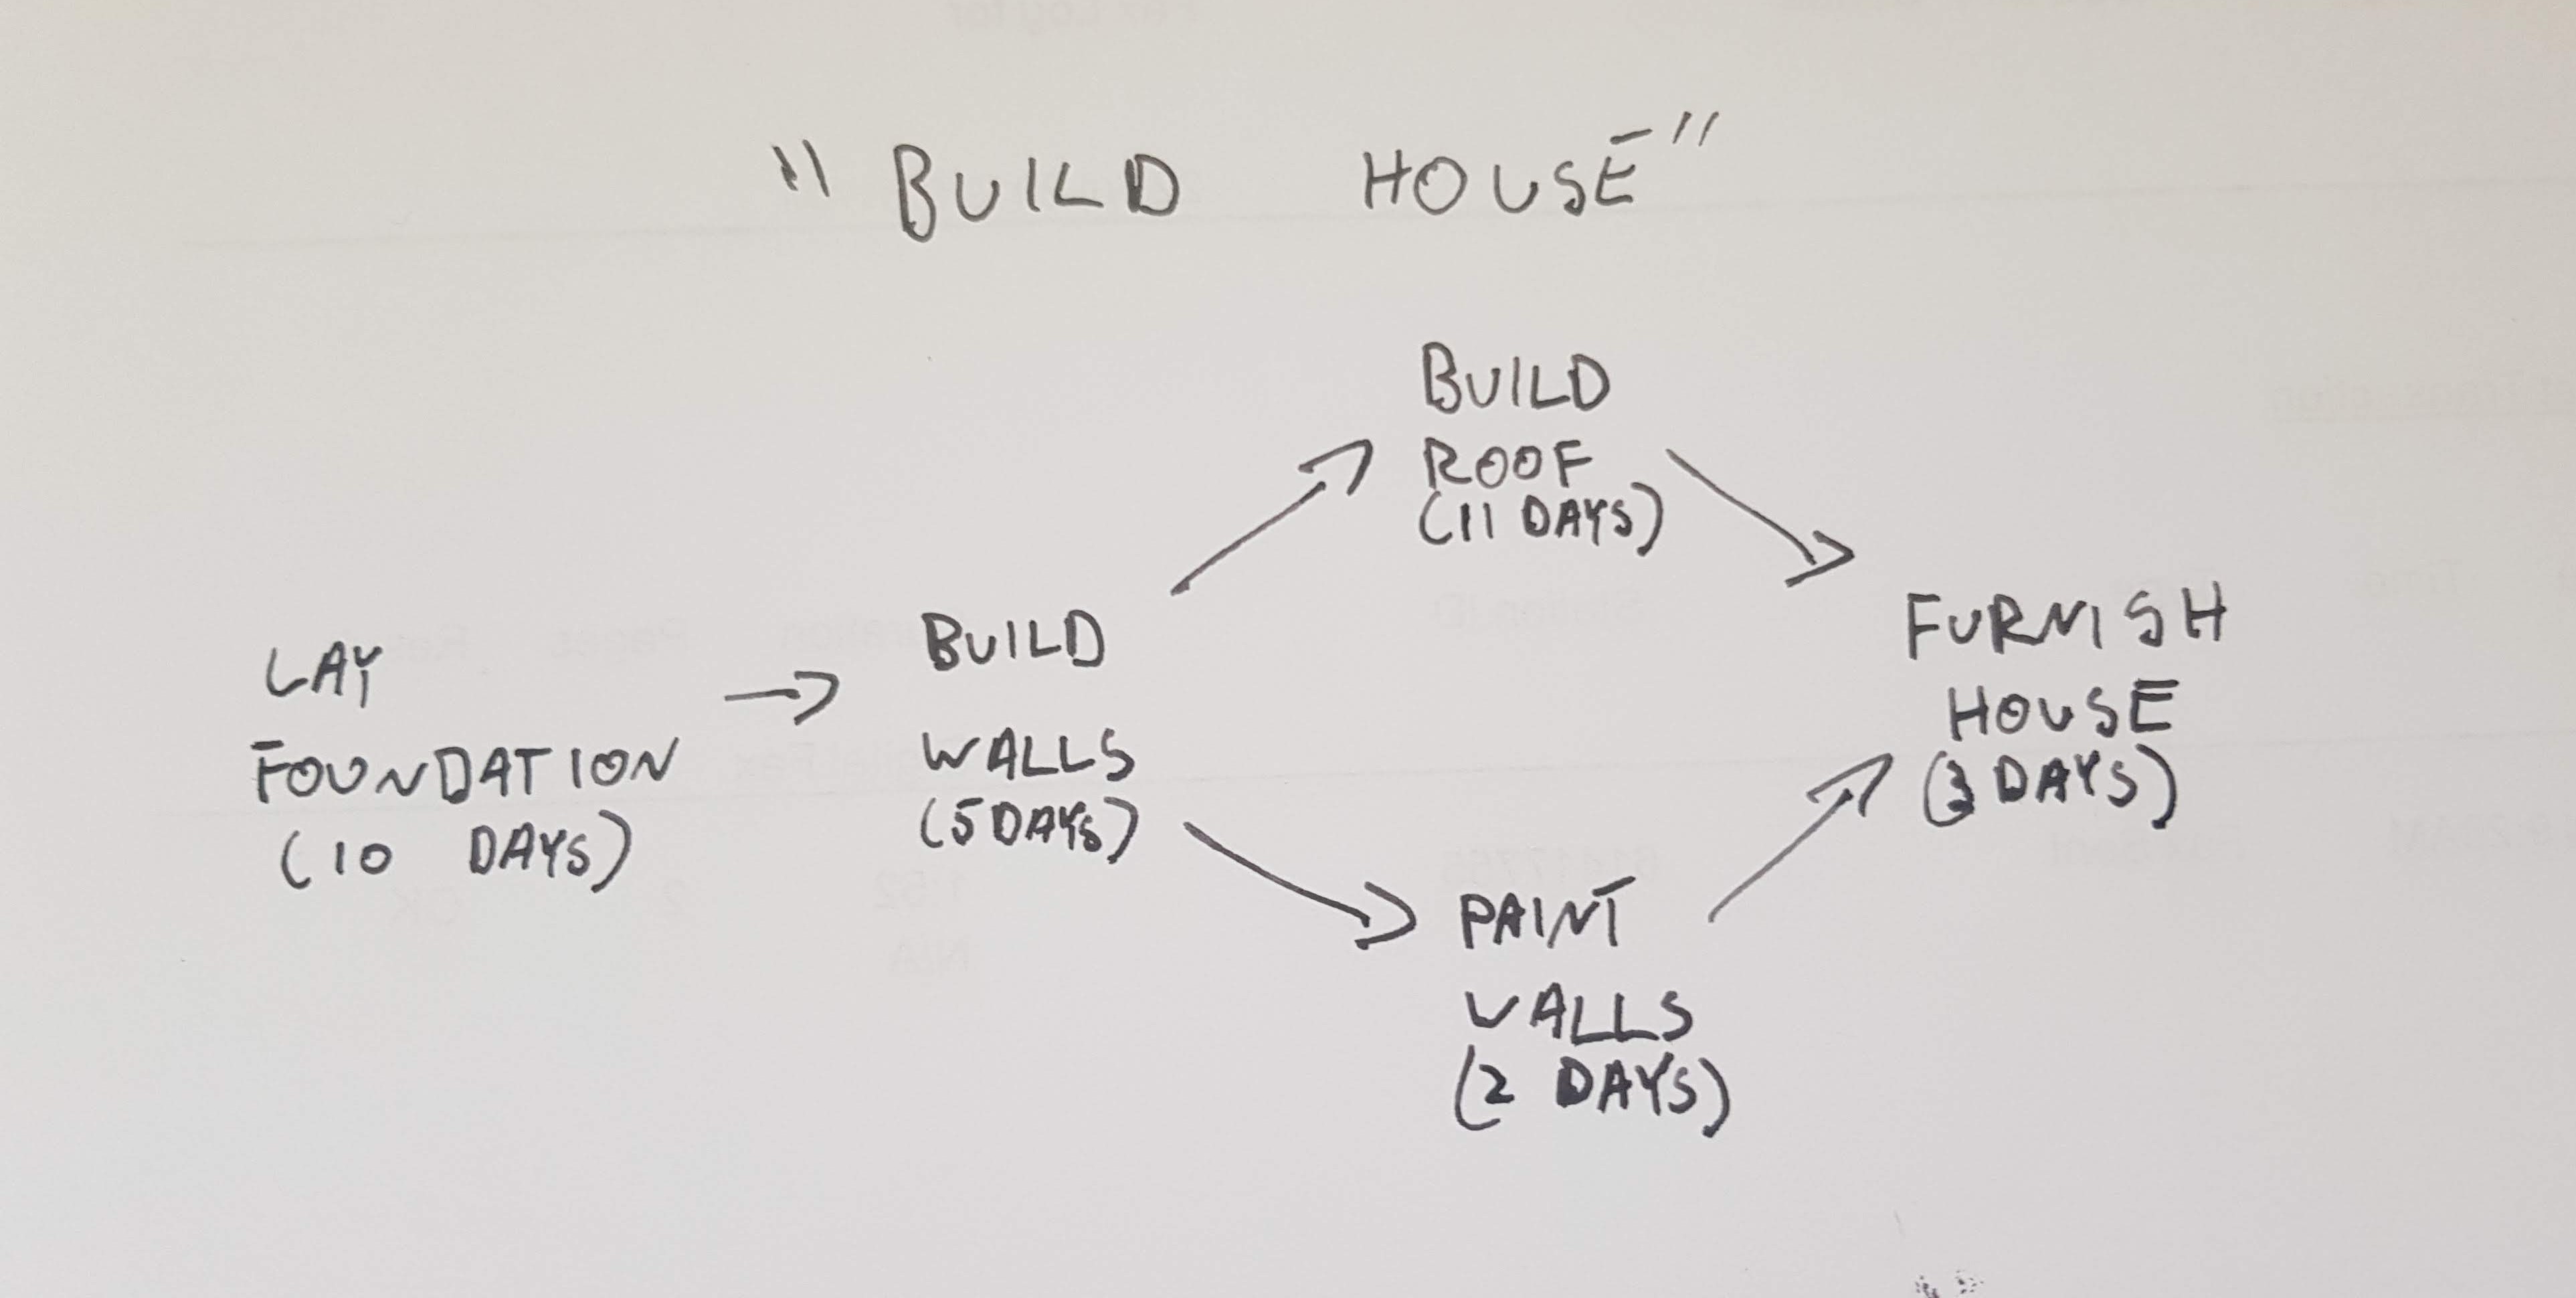 "BUILD HOUSE"
BUILD
ROOF
(11 DAYS)
LAY
FOUNDATION
(10 DAYS)
BUILD
WALLS
(5 DAYS)
FURNISH
HOUSE
(3 DAYS)
PAINT
WALLS
(2 DAYS)